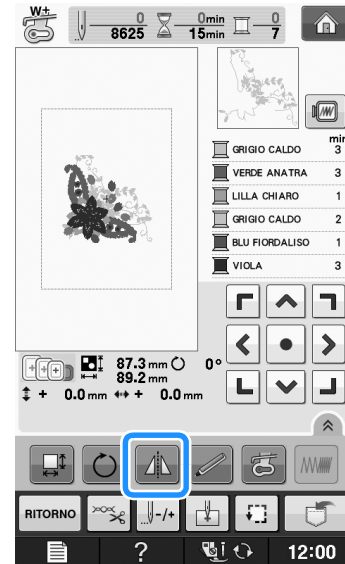 W+
0 0min 0
8625 15min 7
min
GRIGIO CALDO 3
VERDE ANATRA 3
LILLA CHIARO 1
GRIGIO CALDO 2
BLU FIORDALISO 1
VIOLA 3
87.3 mm 0°
89.2 mm
+ 0.0 mm + 0.0 mm
RITORNO -/+
? 12:00